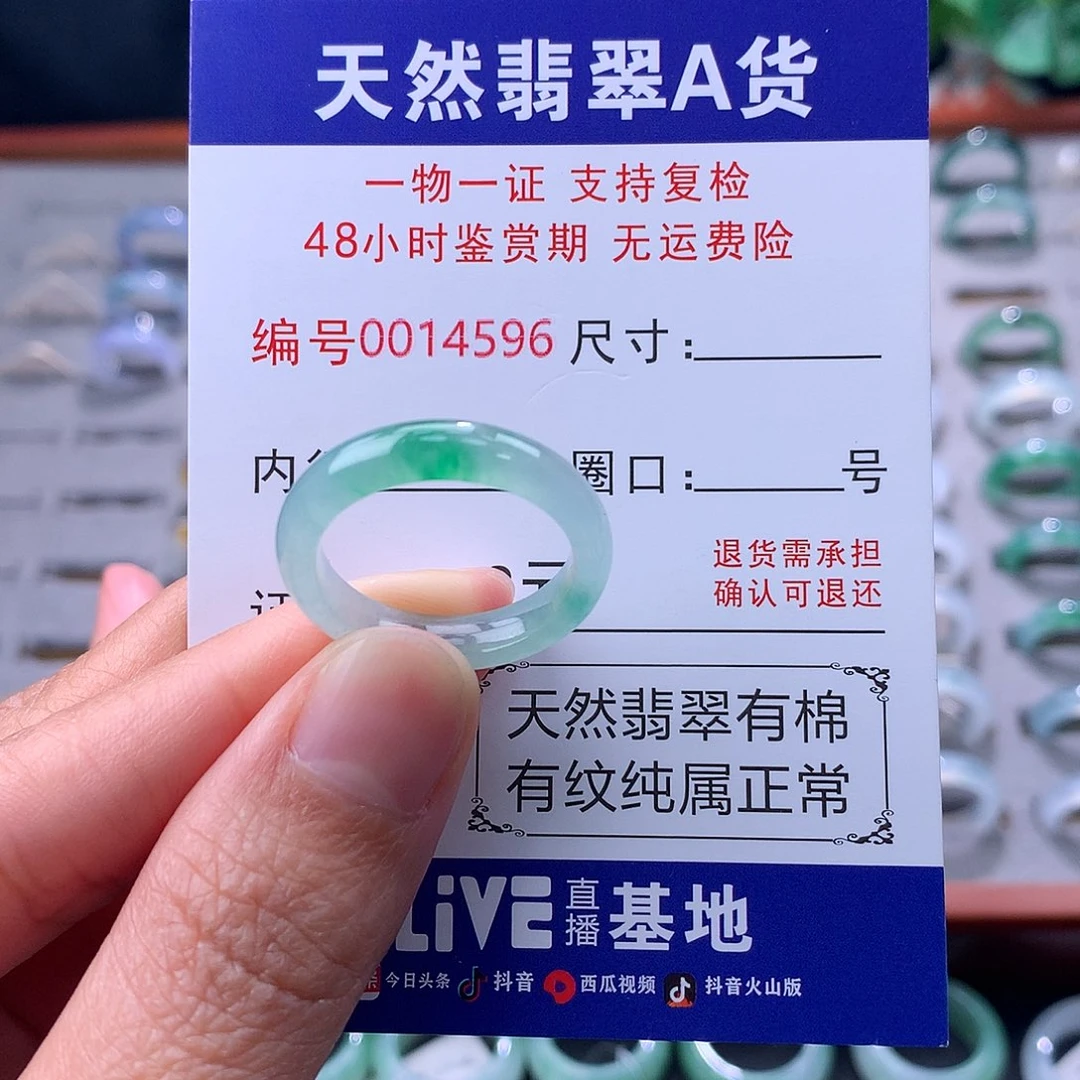 天然翡翠A货
一物一证 支持复检
48小时鉴赏期 无运费险
编号0014596 尺寸:
内 圈口: 号
元
退货需承担
确认可退还
天然翡翠有棉
有纹纯属正常
LiVE 直播 基地
今日头条 抖音 西瓜视频 抖音火山版